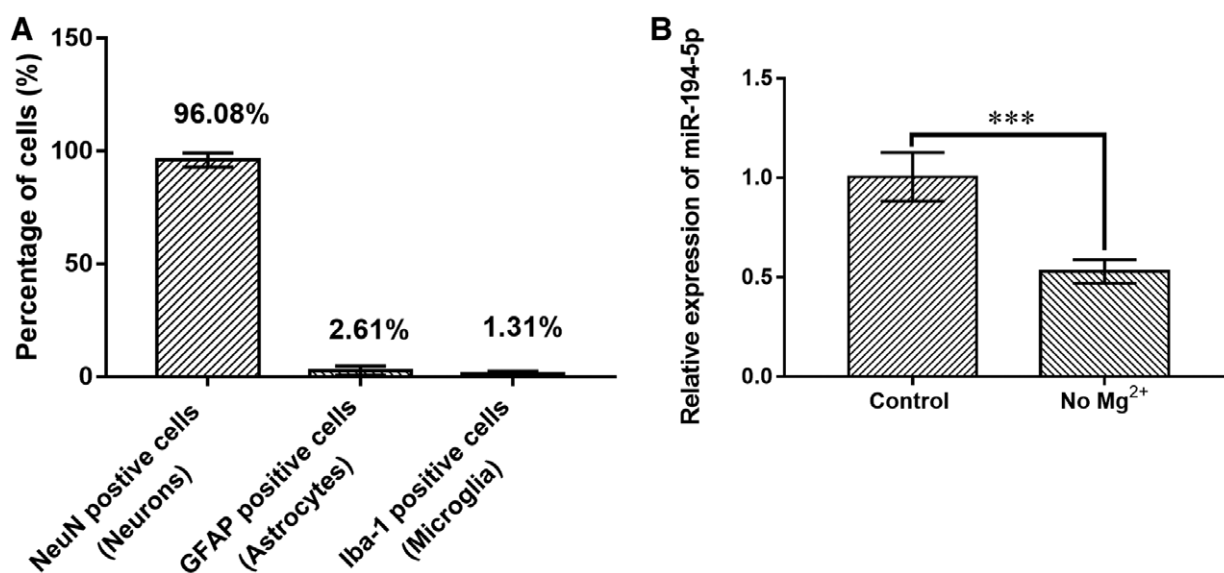 A
Percentage of cells (%)
150
100
50
0
96.08%
2.61%
1.31%
NeuN postive cells
(Neurons)
GFAP positive cells
(Astrocytes)
Iba-1 positive cells
(Microglia)
B
Relative expression of miR-194-5p
1.5
1.0
0.5
0.0
***
Control
No Mg²⁺